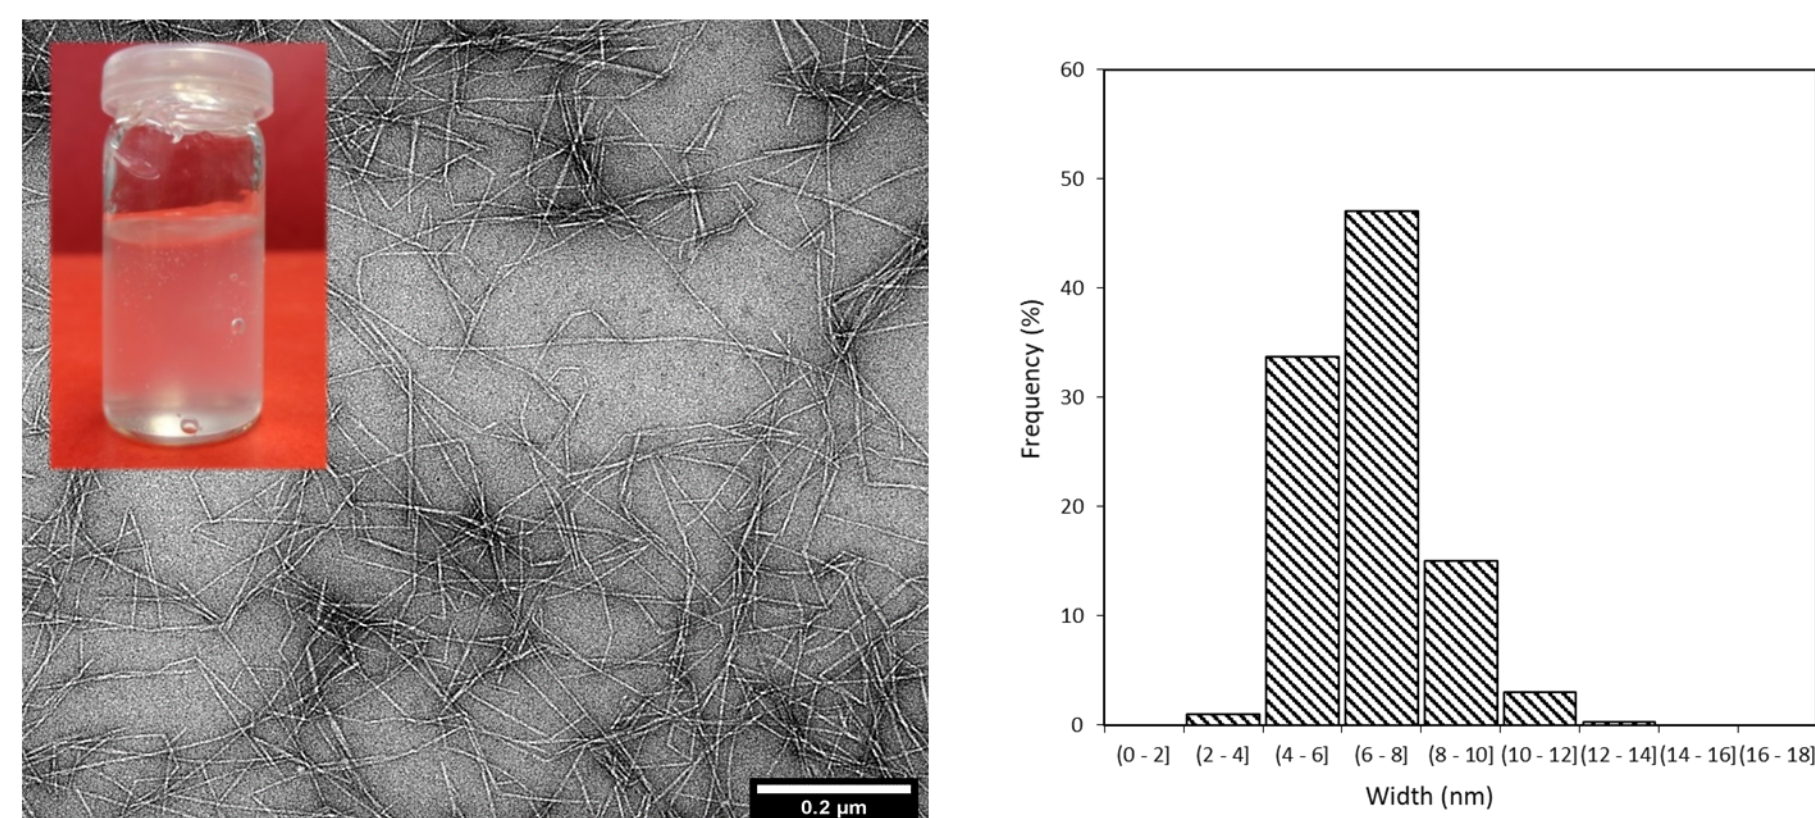 0.2 μm
60
50
40
30
20
10
0
Frequency (%)
(0 - 2] (2 - 4] (4 - 6] (6 - 8] (8 - 10] (10 - 12] (12 - 14] (14 - 16] (16 - 18]
Width (nm)